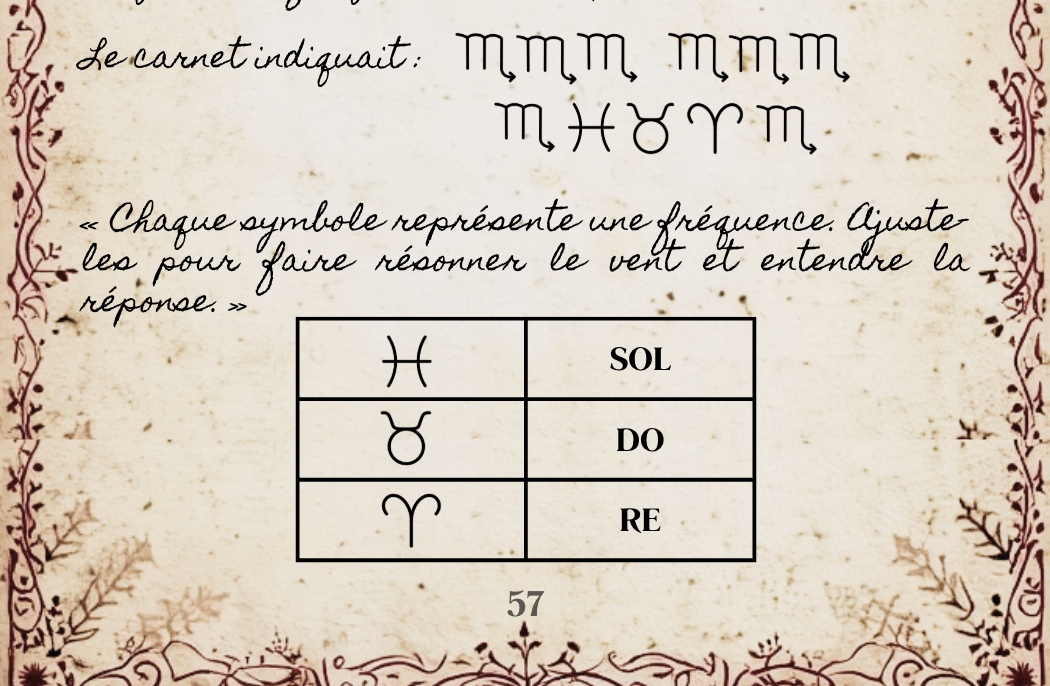 Le carnet indiquait : ♏♏♏ ♏♏♏
♏♓♉♈♏
« Chaque symbole représente une fréquence. Ajuste-
les pour faire résonner le vent et entendre la
réponse. »
♓ SOL
♉ DO
♈ RE
57